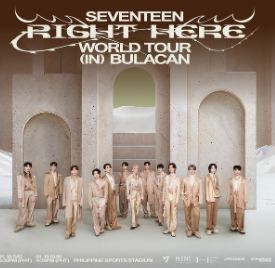 SEVENTEEN
RIGHT HERE
WORLD TOUR
(IN) BULACAN
PHILIPPINE SPORTS STADIUM